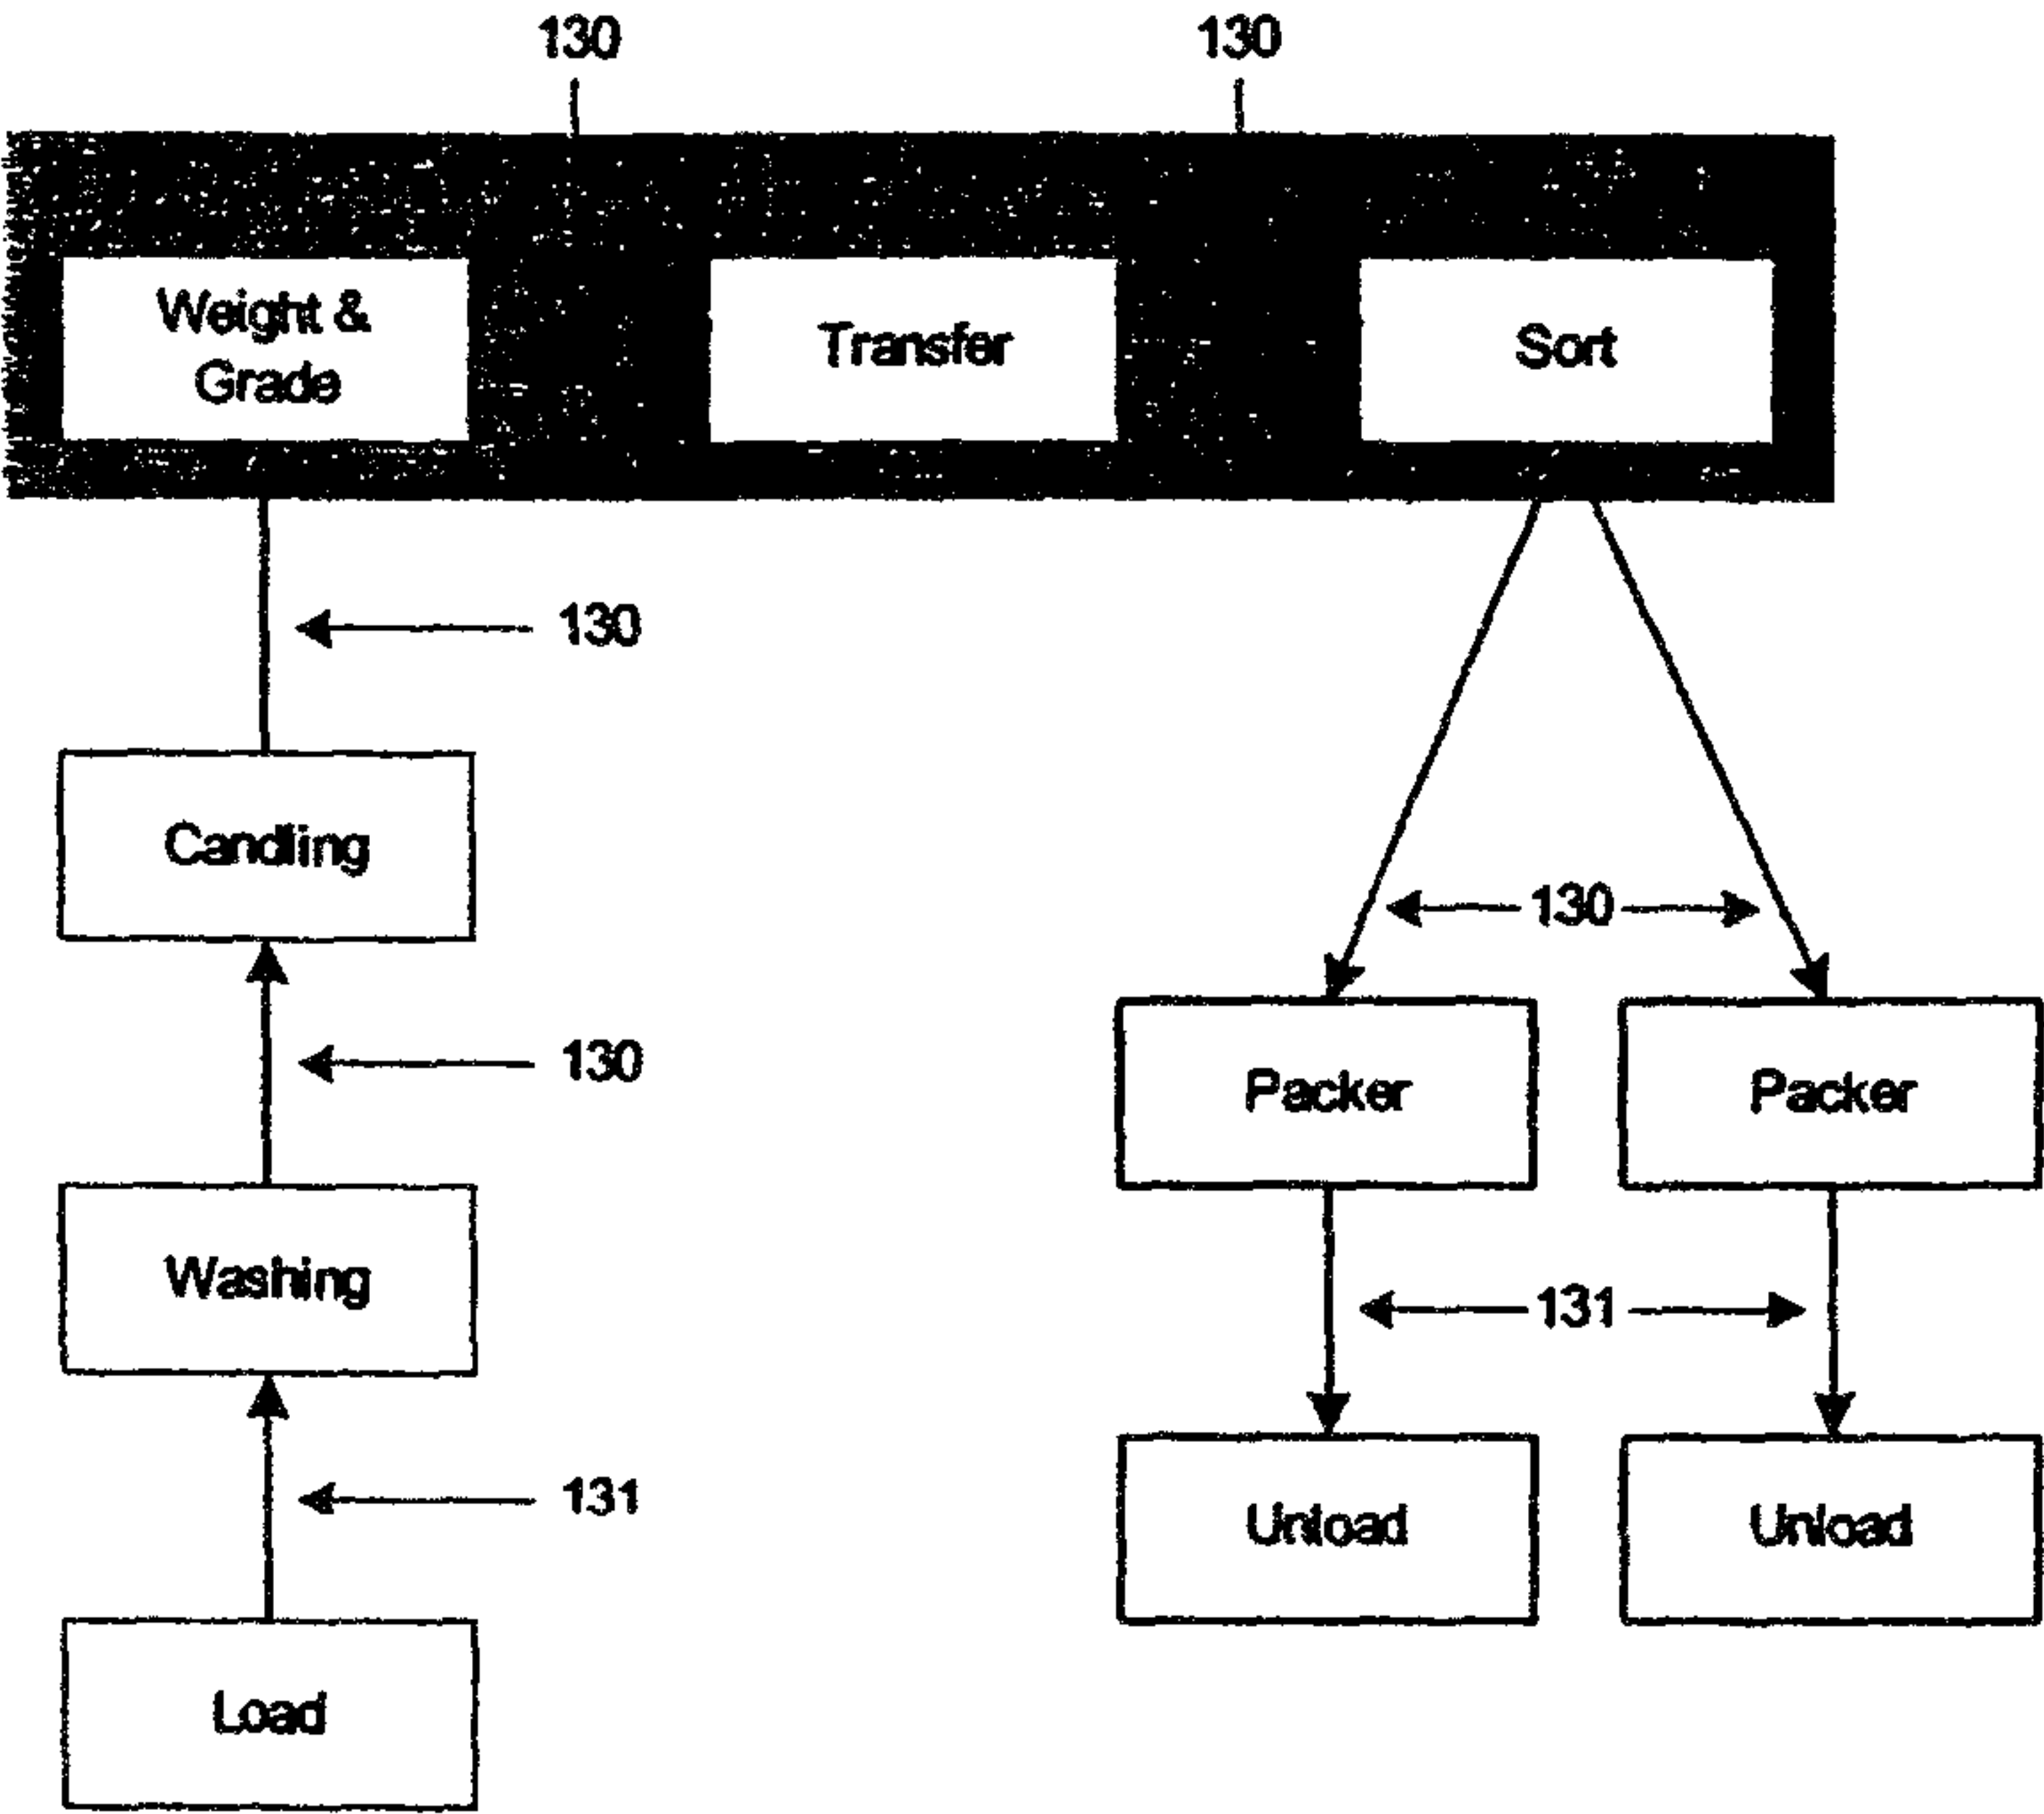 130
130
Weight &
Grade
Transfer
Sort
130
Candling
130
130
Packer
Packer
Washing
131
131
Unload
Unload
Load